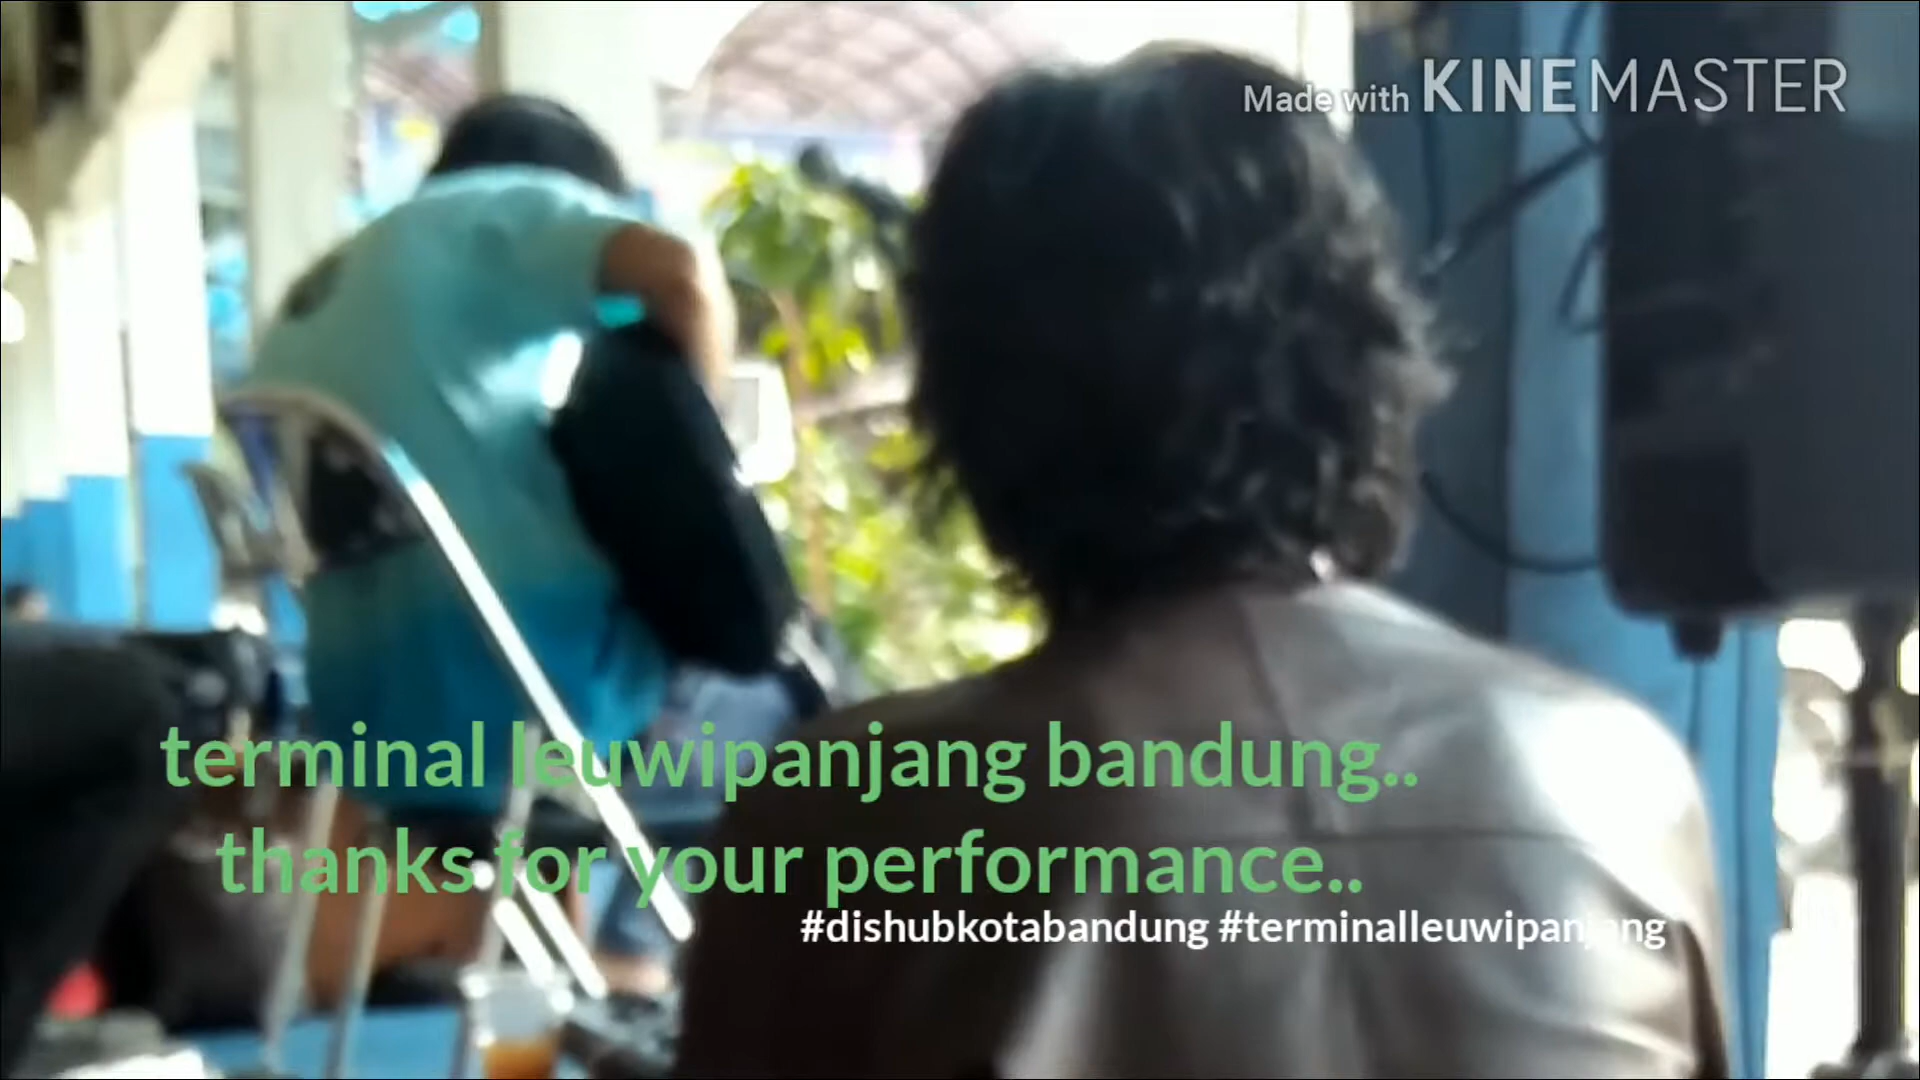 Made with KINEMASTER
terminal leuwipanjang bandung..
thanks for your performance..
#dishubkotabandung #terminalleuwipanjang